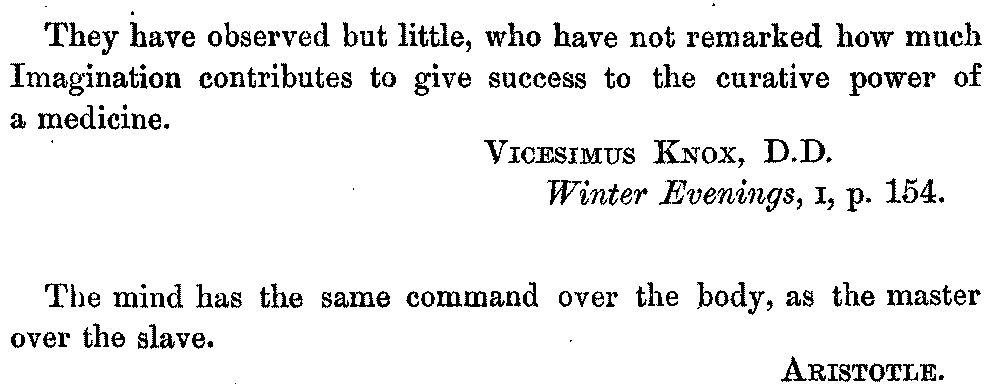 They have observed but little, who have not remarked how much
Imagination contributes to give success to the curative power of
a medicine.
Vicesimus Knox, D.D.
Winter Evenings, I, p. 154.
The mind has the same command over the body, as the master
over the slave.
Aristotle.